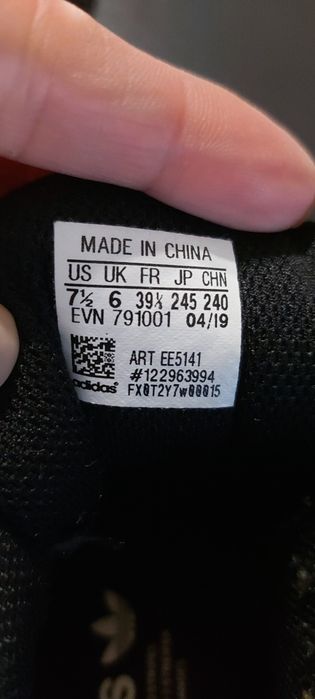 MADE IN CHINA
US UK FR JP CHN
7½ 6 39⅓ 245 240
EVN 791001 04/19
ART EE5141
#122963994
adidas FX0T2Y7w00015